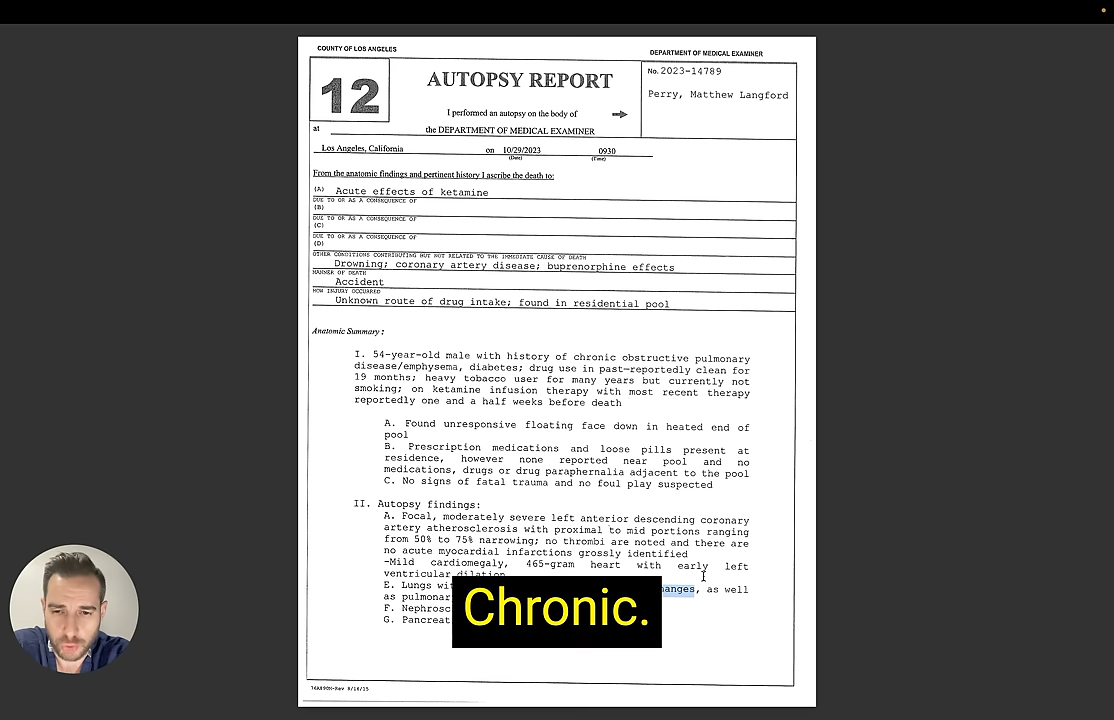 COUNTY OF LOS ANGELES
DEPARTMENT OF MEDICAL EXAMINER
12
AUTOPSY REPORT
No. 2023-14789
Perry, Matthew Langford
I performed an autopsy on the body of
at
the DEPARTMENT OF MEDICAL EXAMINER
Los Angeles, California on 10/29/2023 0930
(Date) (Time)
From the anatomic findings and pertinent history I ascribe the death to:
(A) Acute effects of ketamine
DUE TO OR AS A CONSEQUENCE OF
(B)
DUE TO OR AS A CONSEQUENCE OF
(C)
DUE TO OR AS A CONSEQUENCE OF
(D)
OTHER CONDITIONS CONTRIBUTING BUT NOT RELATED TO THE IMMEDIATE CAUSE OF DEATH
Drowning; coronary artery disease; buprenorphine effects
MANNER OF DEATH
Accident
HOW INJURY OCCURRED
Unknown route of drug intake; found in residential pool
Anatomic Summary:
I. 54-year-old male with history of chronic obstructive pulmonary
disease/emphysema, diabetes; drug use in past—reportedly clean for
19 months; heavy tobacco user for many years but currently not
smoking; on ketamine infusion therapy with most recent therapy
reportedly one and a half weeks before death
A. Found unresponsive floating face down in heated end of
pool
B. Prescription medications and loose pills present at
residence, however none reported near pool and no
medications, drugs or drug paraphernalia adjacent to the pool
C. No signs of fatal trauma and no foul play suspected
II. Autopsy findings:
A. Focal, moderately severe left anterior descending coronary
artery atherosclerosis with proximal to mid portions ranging
from 50% to 75% narrowing; no thrombi are noted and there are
no acute myocardial infarctions grossly identified
-Mild cardiomegaly, 465-gram heart with early left
ventricular dilation
E. Lungs , as well
as
F.
G.
Chronic.
76A890H-Rev 8/16/15